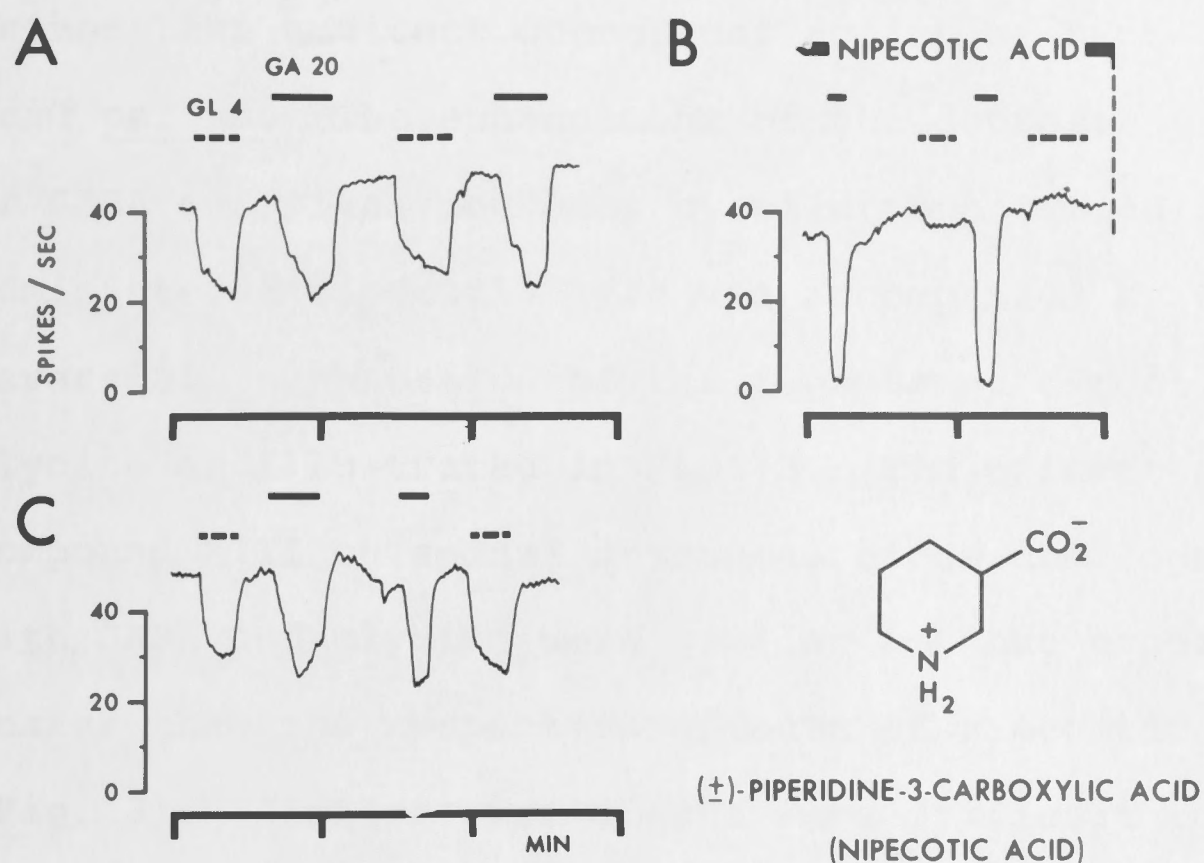 A
GA 20
GL 4
SPIKES / SEC
40
20
0
B
NIPECOTIC ACID
40
20
0
C
40
20
0
MIN
CO₂⁻
+
N
H₂
(±)-PIPERIDINE-3-CARBOXYLIC ACID
(NIPECOTIC ACID)